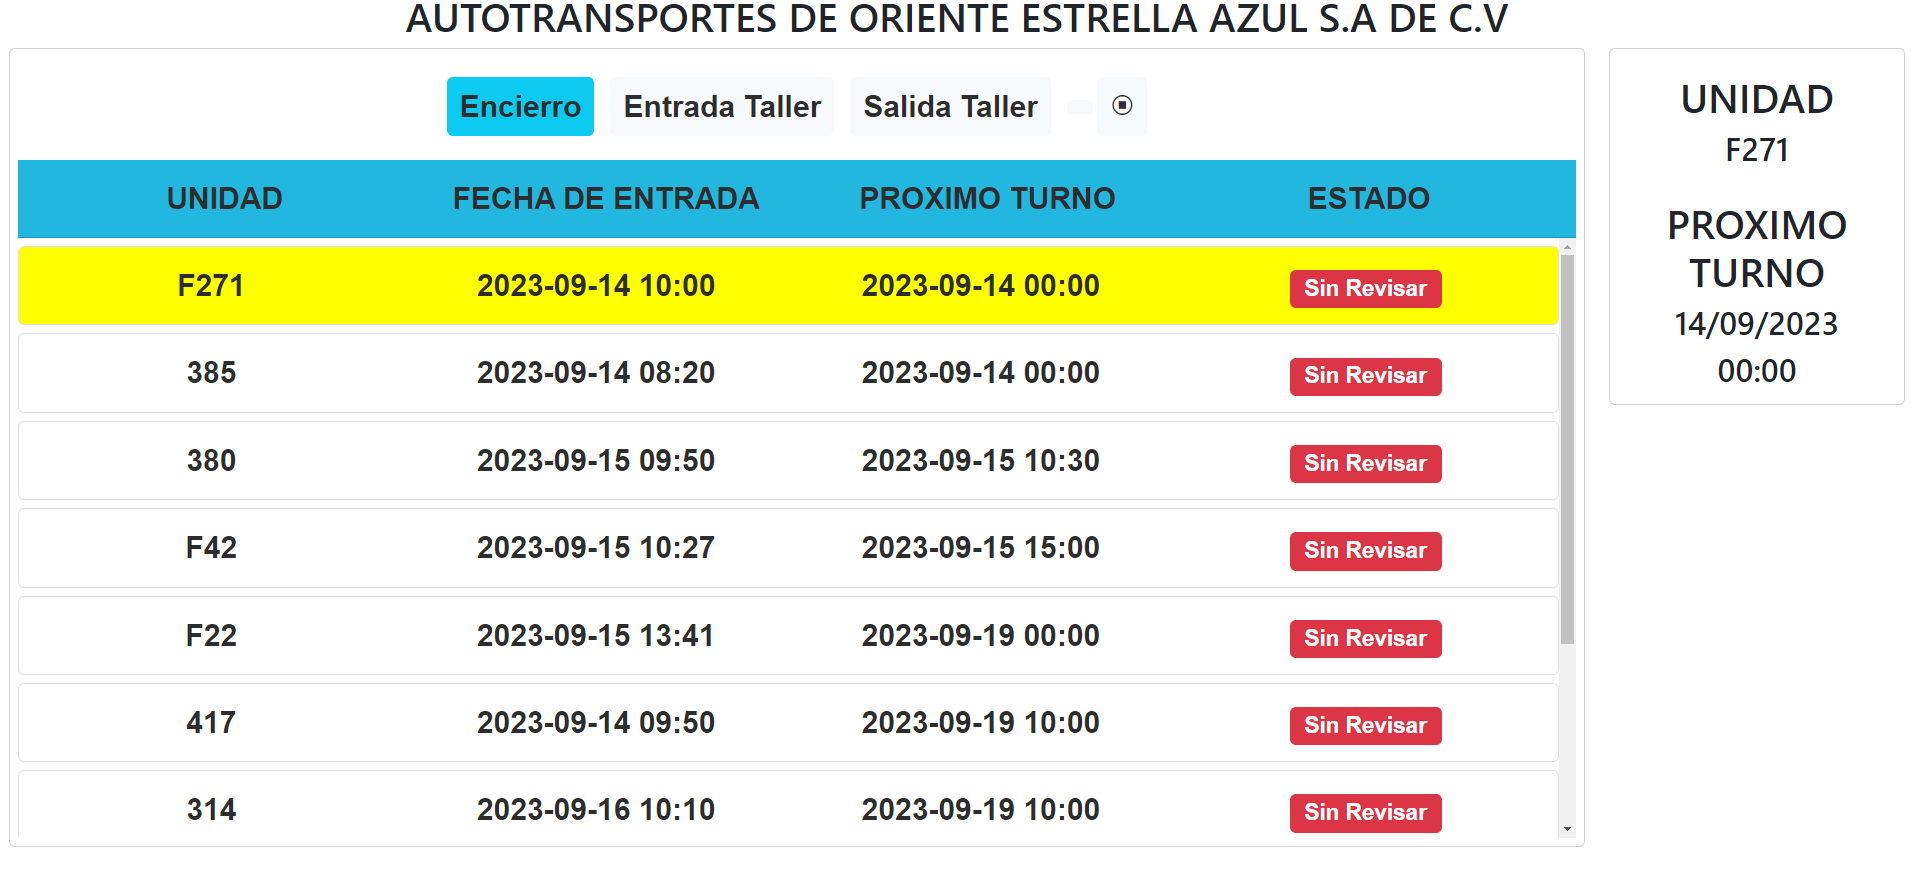 AUTOTRANSPORTES DE ORIENTE ESTRELLA AZUL S.A DE C.V
Encierro Entrada Taller Salida Taller
UNIDAD FECHA DE ENTRADA PROXIMO TURNO ESTADO
F271 2023-09-14 10:00 2023-09-14 00:00 Sin Revisar
385 2023-09-14 08:20 2023-09-14 00:00 Sin Revisar
380 2023-09-15 09:50 2023-09-15 10:30 Sin Revisar
F42 2023-09-15 10:27 2023-09-15 15:00 Sin Revisar
F22 2023-09-15 13:41 2023-09-19 00:00 Sin Revisar
417 2023-09-14 09:50 2023-09-19 10:00 Sin Revisar
314 2023-09-16 10:10 2023-09-19 10:00 Sin Revisar
UNIDAD
F271
PROXIMO
TURNO
14/09/2023
00:00